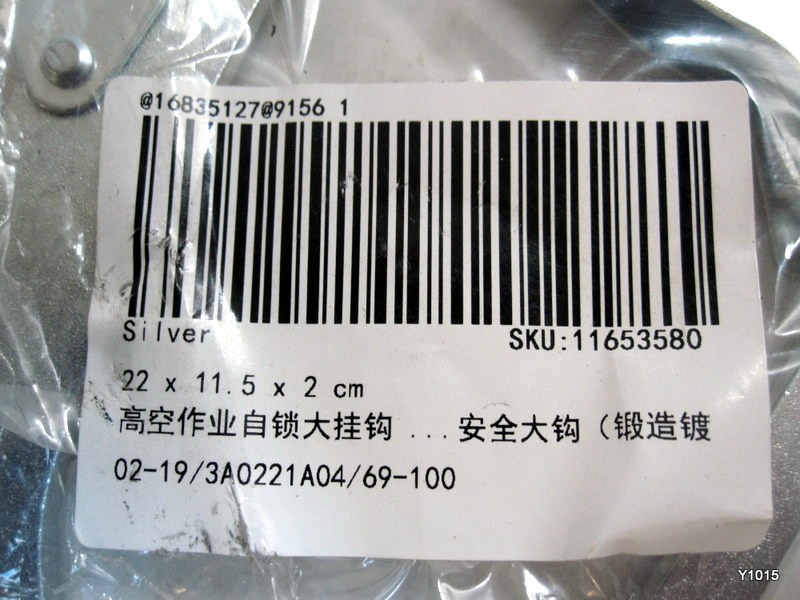 @16835127@9156 1
Silver
SKU:11653580
22 x 11.5 x 2 cm
高空作业自锁大挂钩 ...安全大钩（锻造镀
02-19/3A0221A04/69-100
Y1015